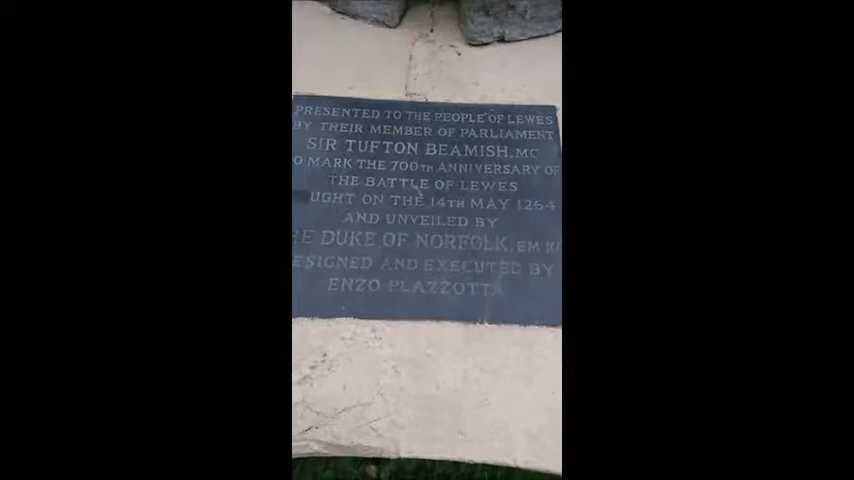 PRESENTED TO THE PEOPLE OF LEWES
BY THEIR MEMBER OF PARLIAMENT
SIR TUFTON BEAMISH. MC
O MARK THE 700TH ANNIVERSARY OF
THE BATTLE OF LEWES
UGHT ON THE 14TH MAY 1264
AND UNVEILED BY
E DUKE OF NORFOLK. EM
ESIGNED AND EXECUTED BY
ENZO PLAZZOTTA